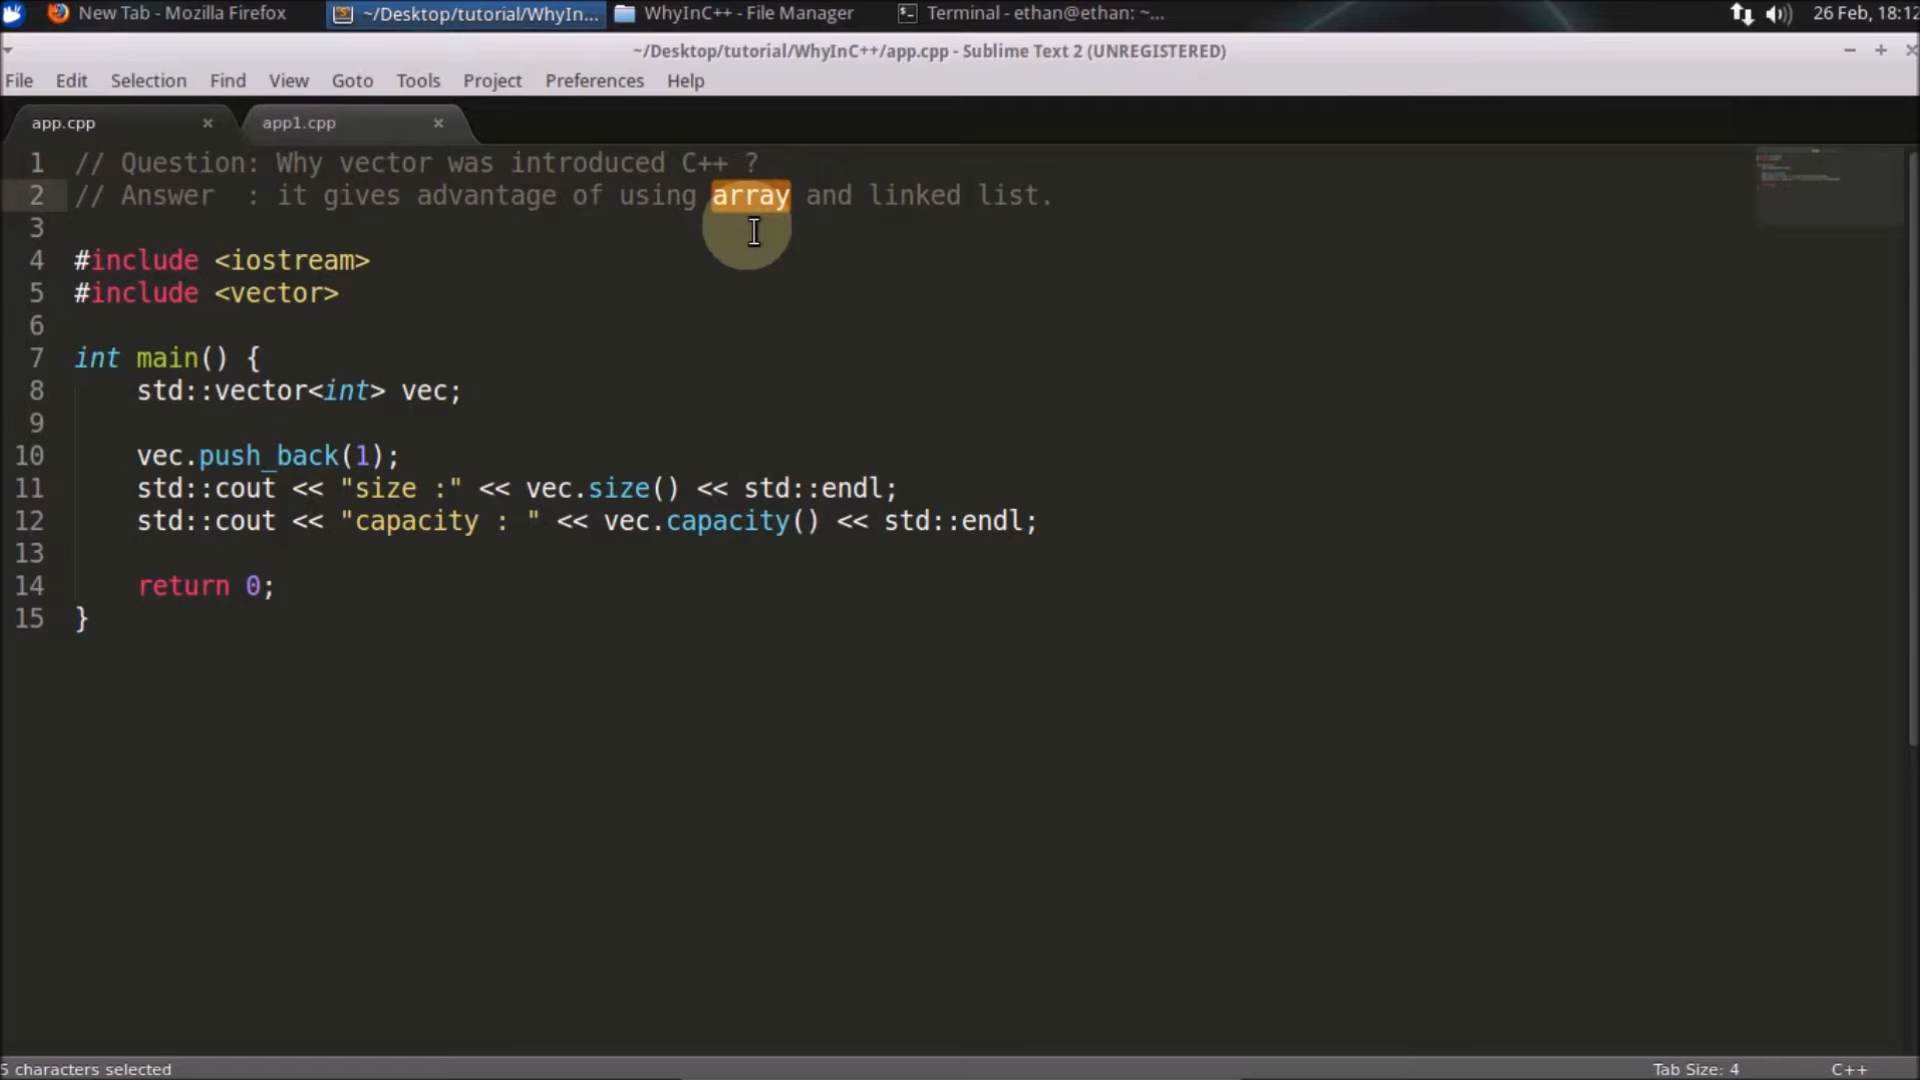 New Tab - Mozilla Firefox ~/Desktop/tutorial/WhyIn... WhyInC++ - File Manager Terminal - ethan@ethan: ~... 26 Feb, 18:12
~/Desktop/tutorial/WhyInC++/app.cpp - Sublime Text 2 (UNREGISTERED)
File Edit Selection Find View Goto Tools Project Preferences Help
app.cpp × app1.cpp ×
1 // Question: Why vector was introduced C++ ?
2 // Answer  : it gives advantage of using array and linked list.
3
4 #include <iostream>
5 #include <vector>
6
7 int main() {
8     std::vector<int> vec;
9
10     vec.push_back(1);
11     std::cout << "size :" << vec.size() << std::endl;
12     std::cout << "capacity : " << vec.capacity() << std::endl;
13
14     return 0;
15 }
5 characters selected Tab Size: 4 C++